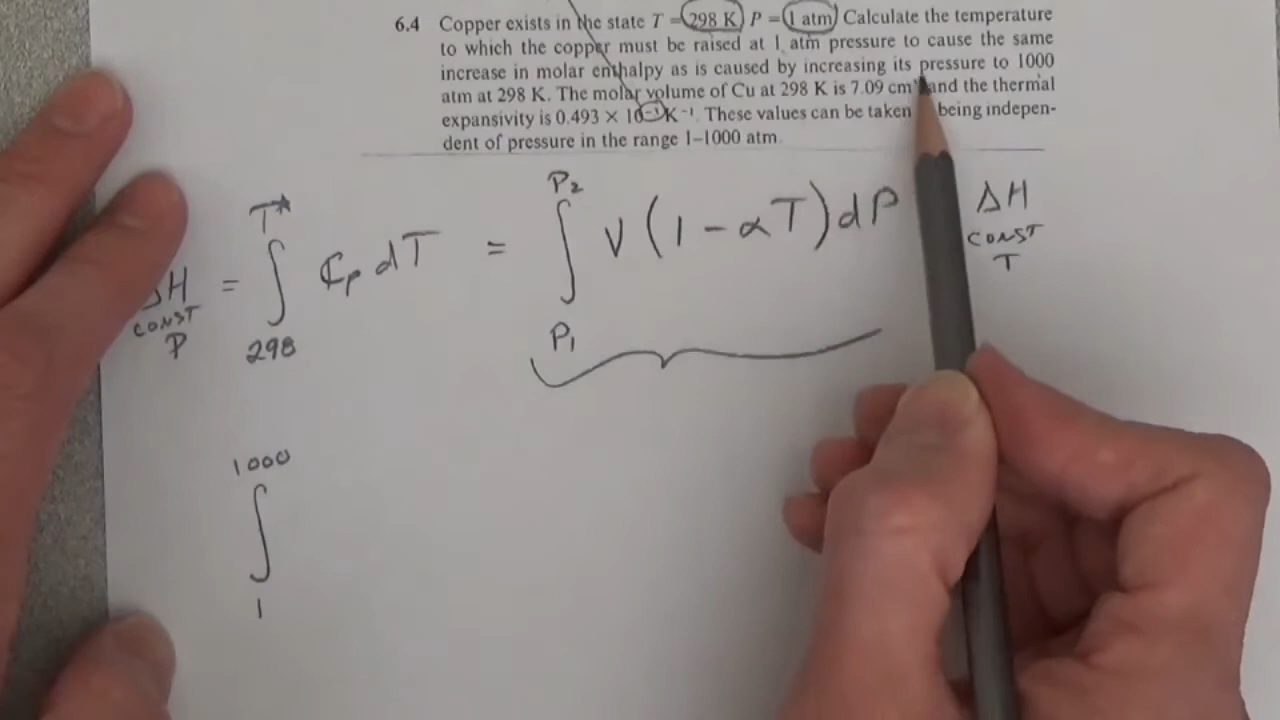 6.4 Copper exists in the state T = 298 K P = 1 atm Calculate the temperature
to which the copper must be raised at 1 atm pressure to cause the same
increase in molar enthalpy as is caused by increasing its pressure to 1000
atm at 298 K. The molar volume of Cu at 298 K is 7.09 cm and the thermal
expansivity is 0.493 × 10 K⁻¹. These values can be taken being indepen-
dent of pressure in the range 1–1000 atm.
ΔH CONST P = ∫ 298 T* Cp dT = ∫ P1 P2 V (1 - αT) dP ΔH CONST T
1000
∫
1